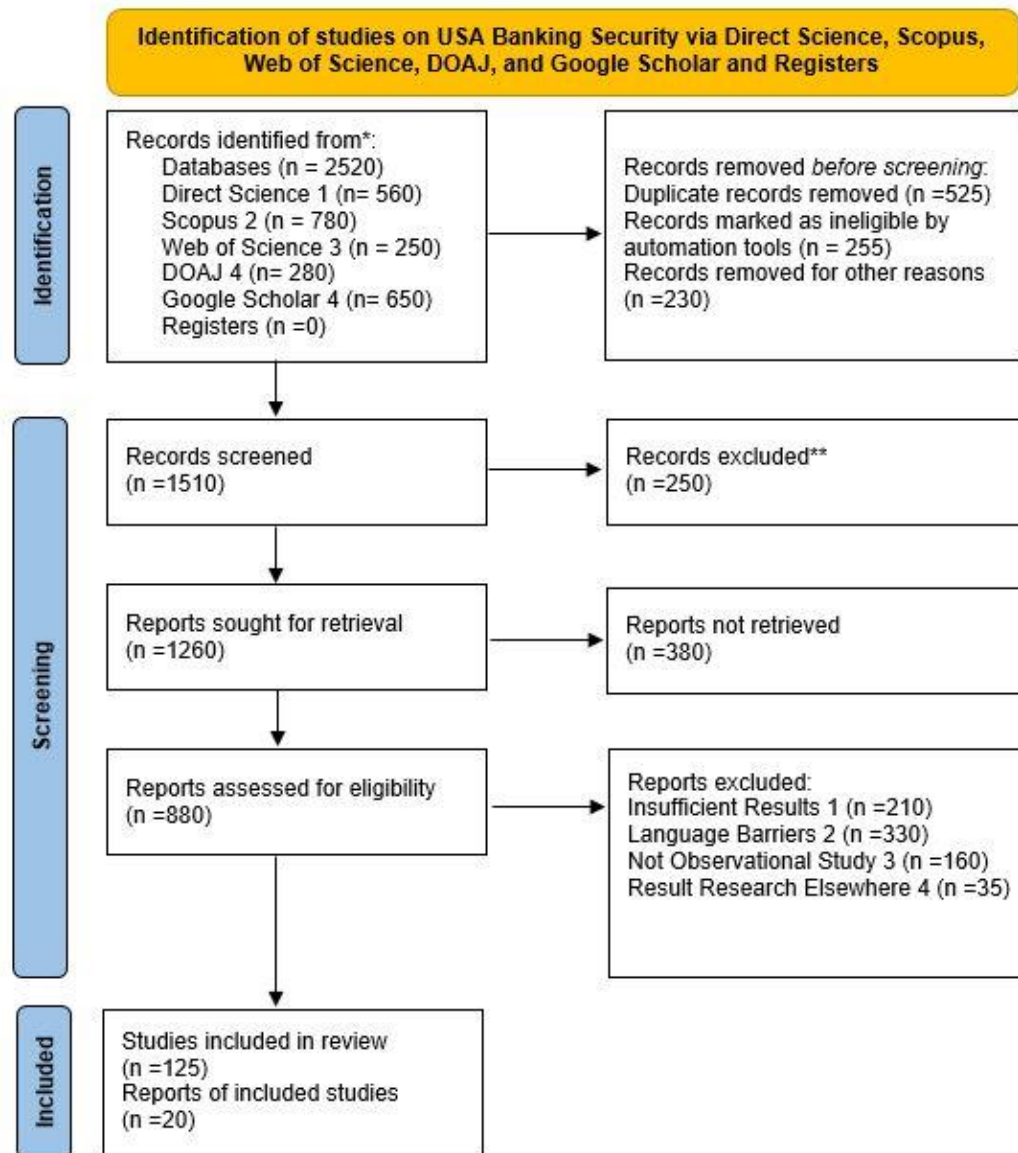 Identification of studies on USA Banking Security via Direct Science, Scopus,
Web of Science, DOAJ, and Google Scholar and Registers
Identification
Records identified from*:
Databases (n = 2520)
Direct Science 1 (n= 560)
Scopus 2 (n = 780)
Web of Science 3 (n = 250)
DOAJ 4 (n= 280)
Google Scholar 4 (n= 650)
Registers (n =0)
Records removed before screening:
Duplicate records removed (n =525)
Records marked as ineligible by
automation tools (n = 255)
Records removed for other reasons
(n =230)
Screening
Records screened
(n =1510)
Records excluded**
(n =250)
Reports sought for retrieval
(n =1260)
Reports not retrieved
(n =380)
Reports assessed for eligibility
(n =880)
Reports excluded:
Insufficient Results 1 (n =210)
Language Barriers 2 (n =330)
Not Observational Study 3 (n =160)
Result Research Elsewhere 4 (n =35)
Included
Studies included in review
(n =125)
Reports of included studies
(n =20)